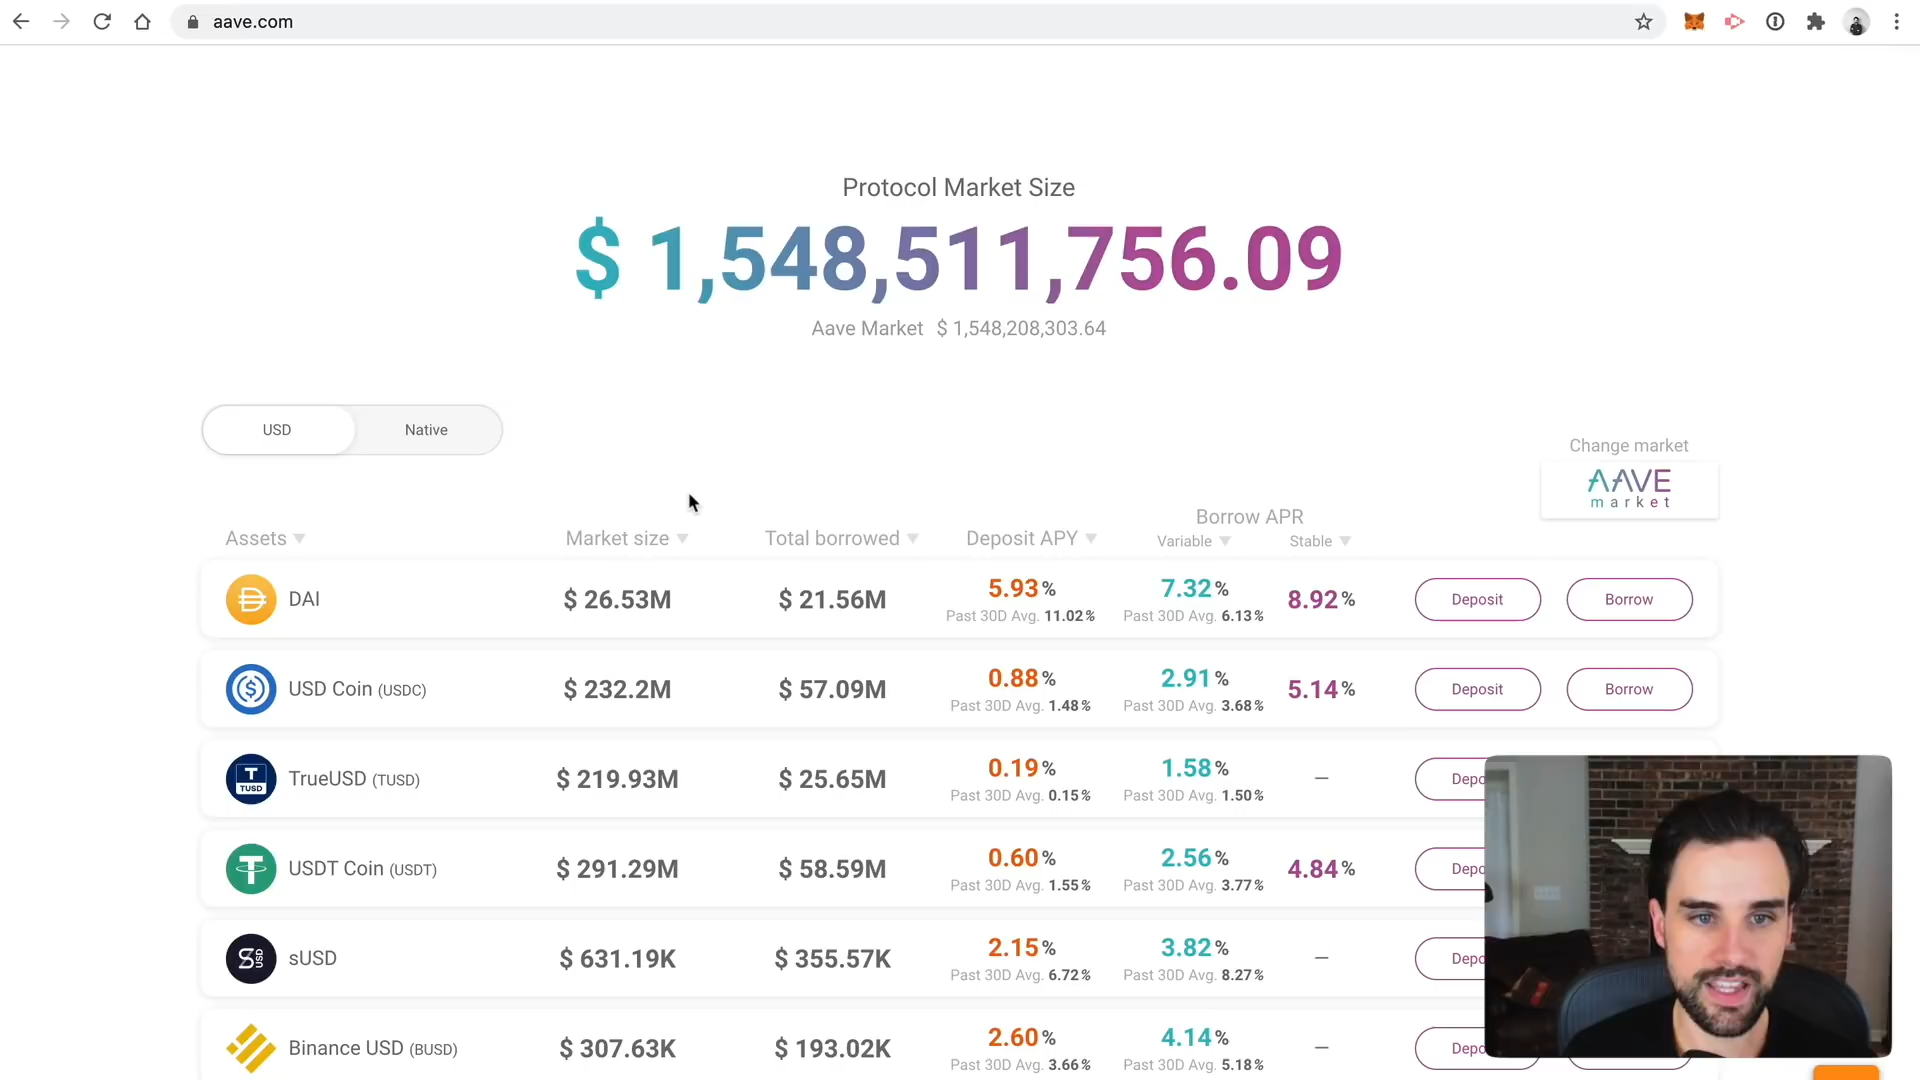 aave.com
Protocol Market Size
$ 1,548,511,756.09
Aave Market $ 1,548,208,303.64
USD Native
Change market
AAVE
market
Borrow APR
Assets Market size Total borrowed Deposit APY Variable Stable
DAI $ 26.53M $ 21.56M 5.93 % 7.32 % 8.92 % Deposit Borrow
Past 30D Avg. 11.02 % Past 30D Avg. 6.13 %
USD Coin (USDC) $ 232.2M $ 57.09M 0.88 % 2.91 % 5.14 % Deposit Borrow
Past 30D Avg. 1.48 % Past 30D Avg. 3.68 %
TUSD TrueUSD (TUSD) $ 219.93M $ 25.65M 0.19 % 1.58 % — Depo
Past 30D Avg. 0.15 % Past 30D Avg. 1.50 %
USDT Coin (USDT) $ 291.29M $ 58.59M 0.60 % 2.56 % 4.84 % Depo
Past 30D Avg. 1.55 % Past 30D Avg. 3.77 %
sUSD $ 631.19K $ 355.57K 2.15 % 3.82 % — Depo
Past 30D Avg. 6.72 % Past 30D Avg. 8.27 %
Binance USD (BUSD) $ 307.63K $ 193.02K 2.60 % 4.14 % — Depo
Past 30D Avg. 3.66 % Past 30D Avg. 5.18 %